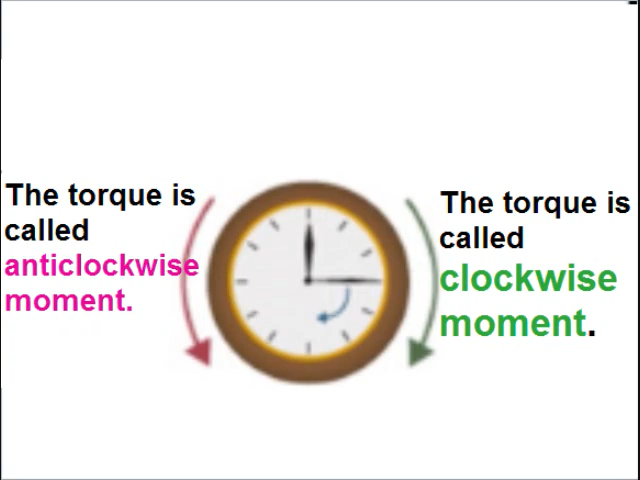 The torque is
called
anticlockwise
moment.
The torque is
called
clockwise
moment.